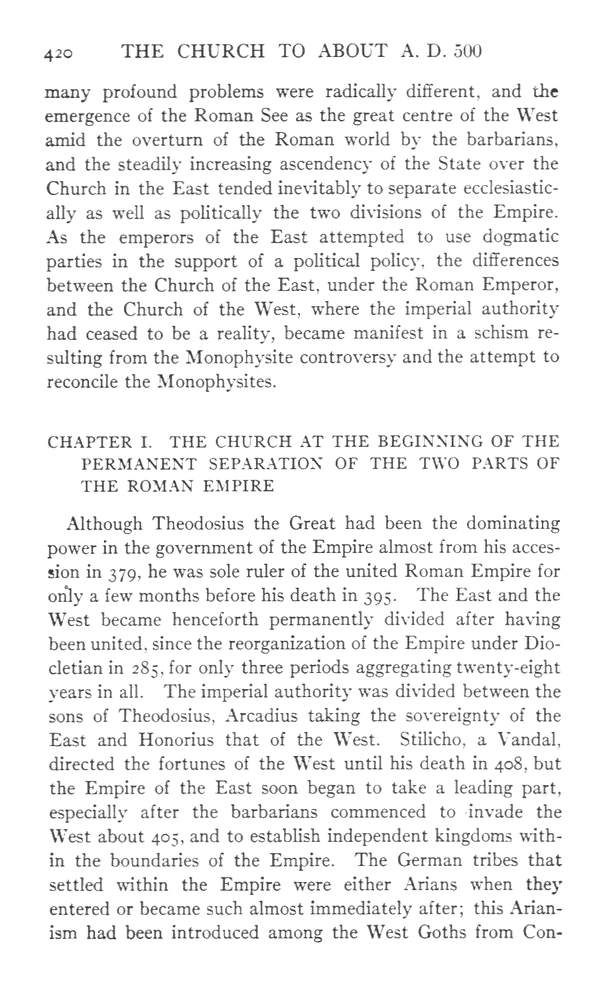 420 THE CHURCH TO ABOUT A. D. 500
many profound problems were radically different, and the
emergence of the Roman See as the great centre of the West
amid the overturn of the Roman world by the barbarians,
and the steadily increasing ascendency of the State over the
Church in the East tended inevitably to separate ecclesiastic-
ally as well as politically the two divisions of the Empire.
As the emperors of the East attempted to use dogmatic
parties in the support of a political policy, the differences
between the Church of the East, under the Roman Emperor,
and the Church of the West, where the imperial authority
had ceased to be a reality, became manifest in a schism re-
sulting from the Monophysite controversy and the attempt to
reconcile the Monophysites.
CHAPTER I. THE CHURCH AT THE BEGINNING OF THE
PERMANENT SEPARATION OF THE TWO PARTS OF
THE ROMAN EMPIRE
Although Theodosius the Great had been the dominating
power in the government of the Empire almost from his acces-
sion in 379, he was sole ruler of the united Roman Empire for
only a few months before his death in 395. The East and the
West became henceforth permanently divided after having
been united, since the reorganization of the Empire under Dio-
cletian in 285, for only three periods aggregating twenty-eight
years in all. The imperial authority was divided between the
sons of Theodosius, Arcadius taking the sovereignty of the
East and Honorius that of the West. Stilicho, a Vandal,
directed the fortunes of the West until his death in 408, but
the Empire of the East soon began to take a leading part,
especially after the barbarians commenced to invade the
West about 405, and to establish independent kingdoms with-
in the boundaries of the Empire. The German tribes that
settled within the Empire were either Arians when they
entered or became such almost immediately after; this Arian-
ism had been introduced among the West Goths from Con-